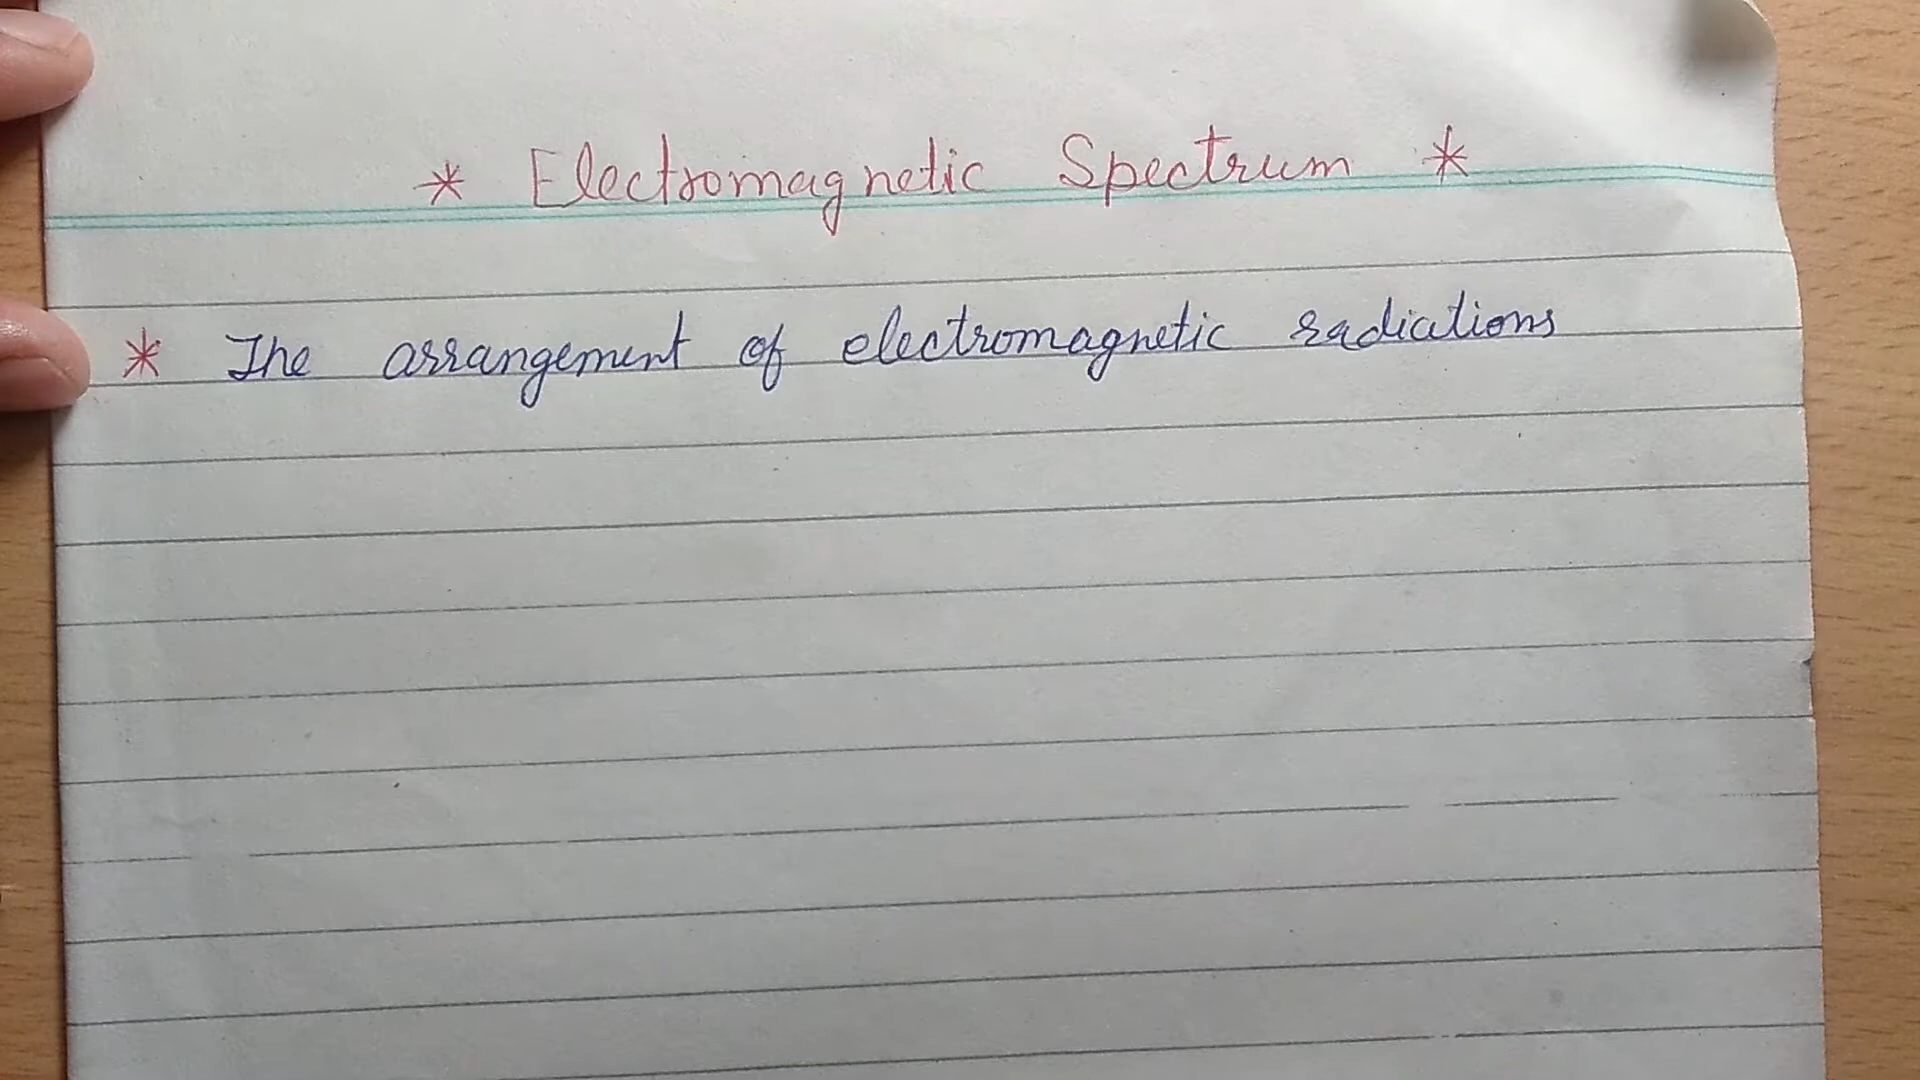 * Electromagnetic Spectrum *
* The arrangement of electromagnetic radiations